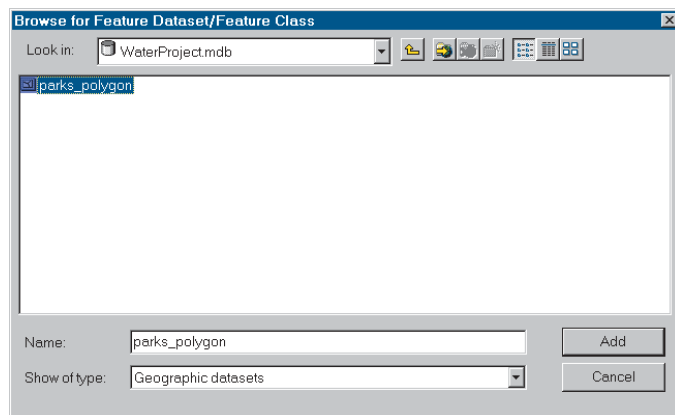 Browse for Feature Dataset/Feature Class
Look in: WaterProject.mdb
parks_polygon
Name: parks_polygon Add
Show of type: Geographic datasets Cancel